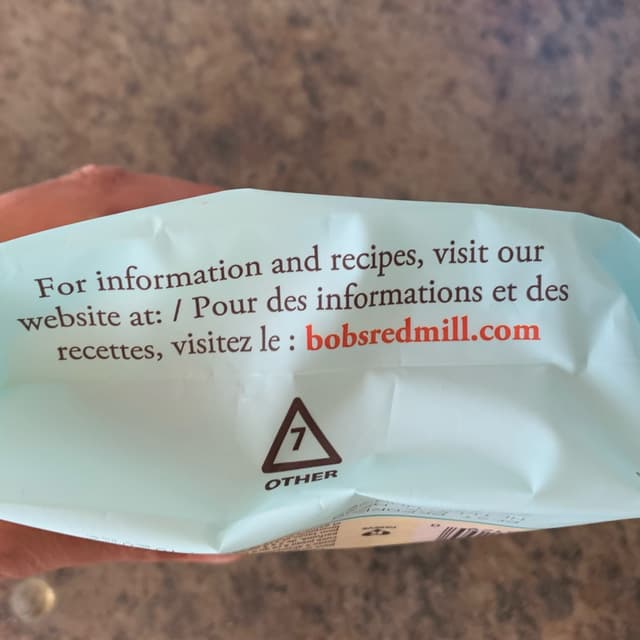 For information and recipes, visit our
website at: / Pour des informations et des
recettes, visitez le : bobsredmill.com
7
OTHER